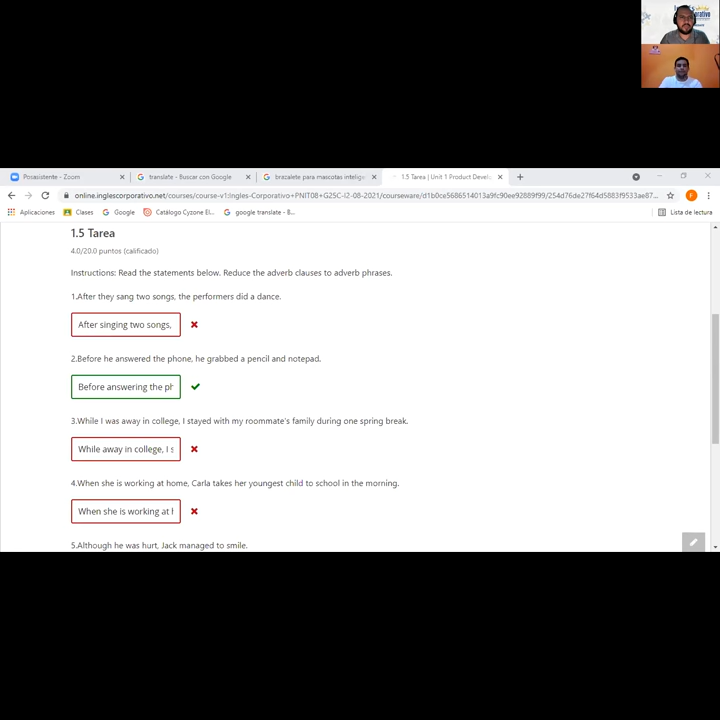 Posasistente - Zoom
translate - Buscar con Google
brazalete para mascotas intelig
1.5 Tarea | Unit 1 Product Devel
online.inglescorporativo.net/courses/course-v1:Ingles-Corporativo+PNIT08+G25C-I2-08-2021/courseware/d1b0ce5686514013a9fc90ee92889f99/254d76de27f64d5883f9533ae87...
F
Aplicaciones
Clases
Google
Catálogo Cyzone El...
google translate - B...
Lista de lectura
1.5 Tarea
4.0/20.0 puntos (calificado)
Instructions: Read the statements below. Reduce the adverb clauses to adverb phrases.
1.After they sang two songs, the performers did a dance.
After singing two songs,
2.Before he answered the phone, he grabbed a pencil and notepad.
Before answering the ph
3.While I was away in college, I stayed with my roommate's family during one spring break.
While away in college, I s
4.When she is working at home, Carla takes her youngest child to school in the morning.
When she is working at h
5.Although he was hurt, Jack managed to smile.